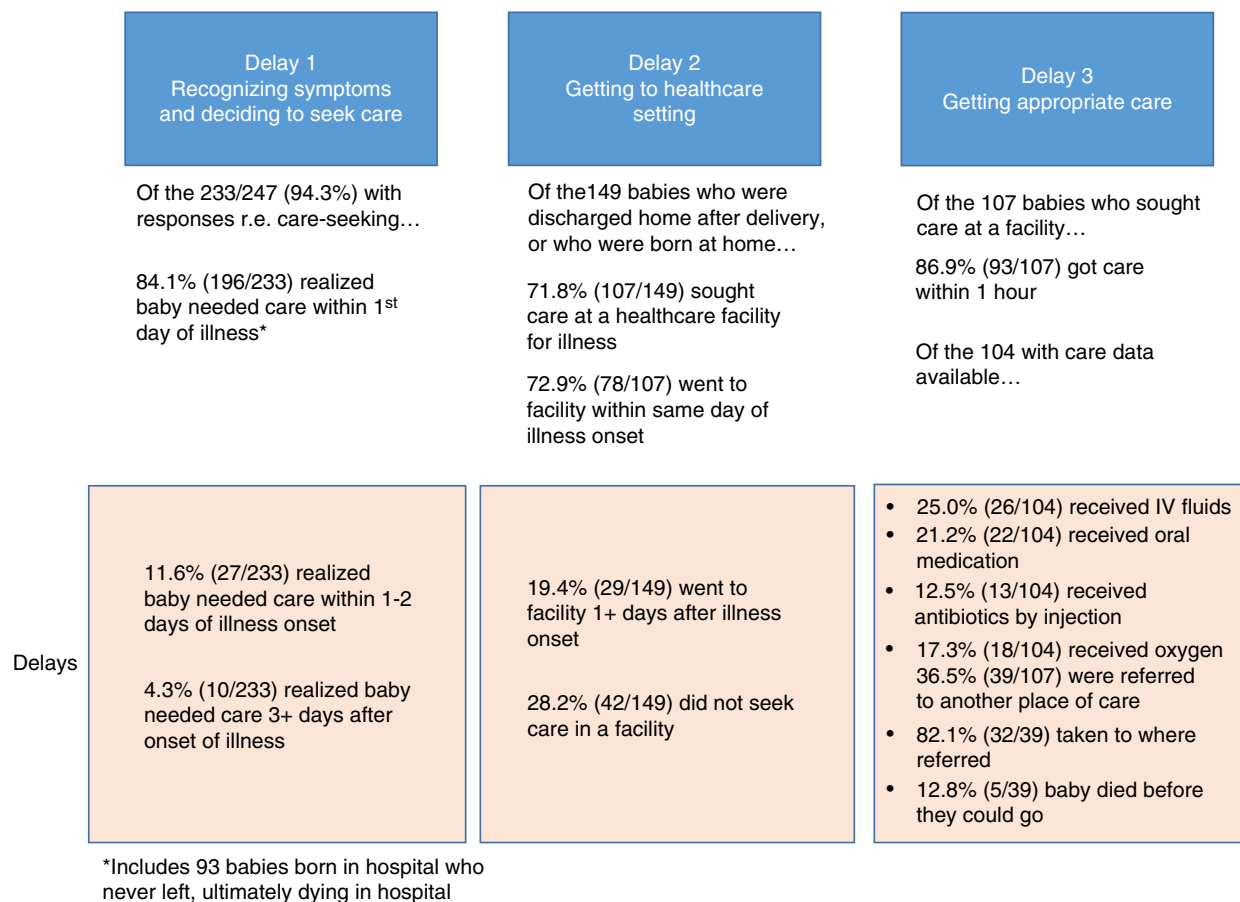 Delay 1
Recognizing symptoms
and deciding to seek care
Of the 233/247 (94.3%) with
responses r.e. care-seeking…
84.1% (196/233) realized
baby needed care within 1st
day of illness*
Delay 2
Getting to healthcare
setting
Of the149 babies who were
discharged home after delivery,
or who were born at home…
71.8% (107/149) sought
care at a healthcare facility
for illness
72.9% (78/107) went to
facility within same day of
illness onset
Delay 3
Getting appropriate care
Of the 107 babies who sought
care at a facility…
86.9% (93/107) got care
within 1 hour
Of the 104 with care data
available…
Delays
11.6% (27/233) realized
baby needed care within 1-2
days of illness onset
4.3% (10/233) realized baby
needed care 3+ days after
onset of illness
19.4% (29/149) went to
facility 1+ days after illness
onset
28.2% (42/149) did not seek
care in a facility
• 25.0% (26/104) received IV fluids
• 21.2% (22/104) received oral
medication
• 12.5% (13/104) received
antibiotics by injection
• 17.3% (18/104) received oxygen
36.5% (39/107) were referred
to another place of care
• 82.1% (32/39) taken to where
referred
• 12.8% (5/39) baby died before
they could go
*Includes 93 babies born in hospital who
never left, ultimately dying in hospital